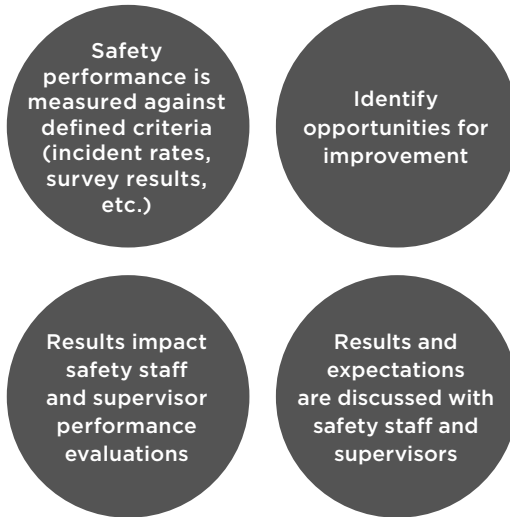 Safety
performance is
measured against
defined criteria
(incident rates,
survey results,
etc.)
Identify
opportunities for
improvement
Results impact
safety staff
and supervisor
performance
evaluations
Results and
expectations
are discussed with
safety staff and
supervisors